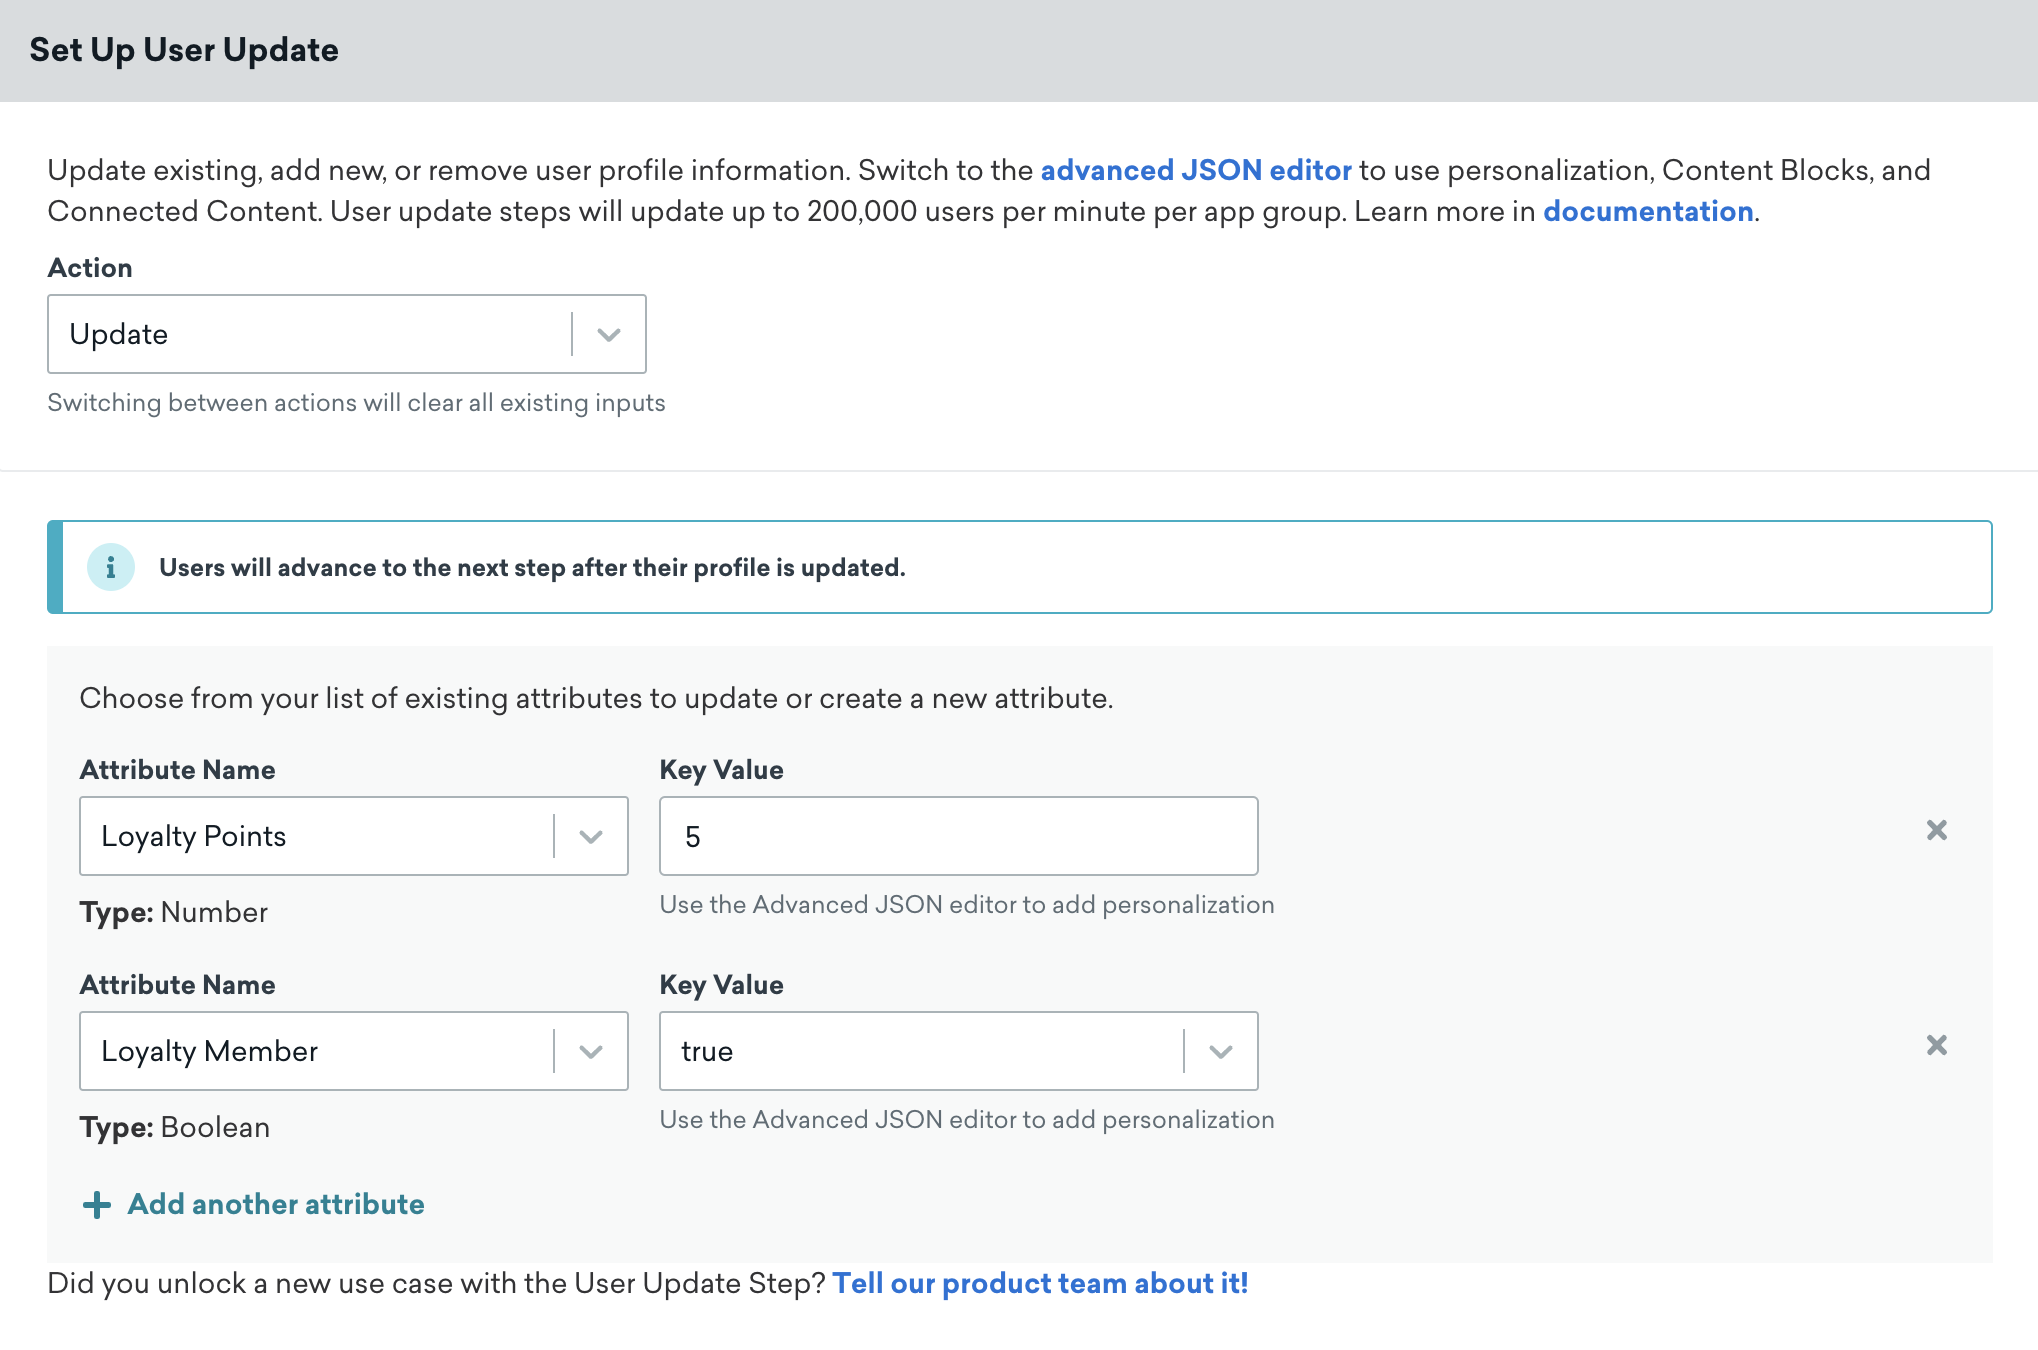 Set Up User Update
Update existing, add new, or remove user profile information. Switch to the advanced JSON editor to use personalization, Content Blocks, and
Connected Content. User update steps will update up to 200,000 users per minute per app group. Learn more in documentation.
Action
Update
Switching between actions will clear all existing inputs
Users will advance to the next step after their profile is updated.
Choose from your list of existing attributes to update or create a new attribute.
Attribute Name Key Value
Loyalty Points 5
Type: Number Use the Advanced JSON editor to add personalization
Attribute Name Key Value
Loyalty Member true
Type: Boolean Use the Advanced JSON editor to add personalization
Add another attribute
Did you unlock a new use case with the User Update Step? Tell our product team about it!